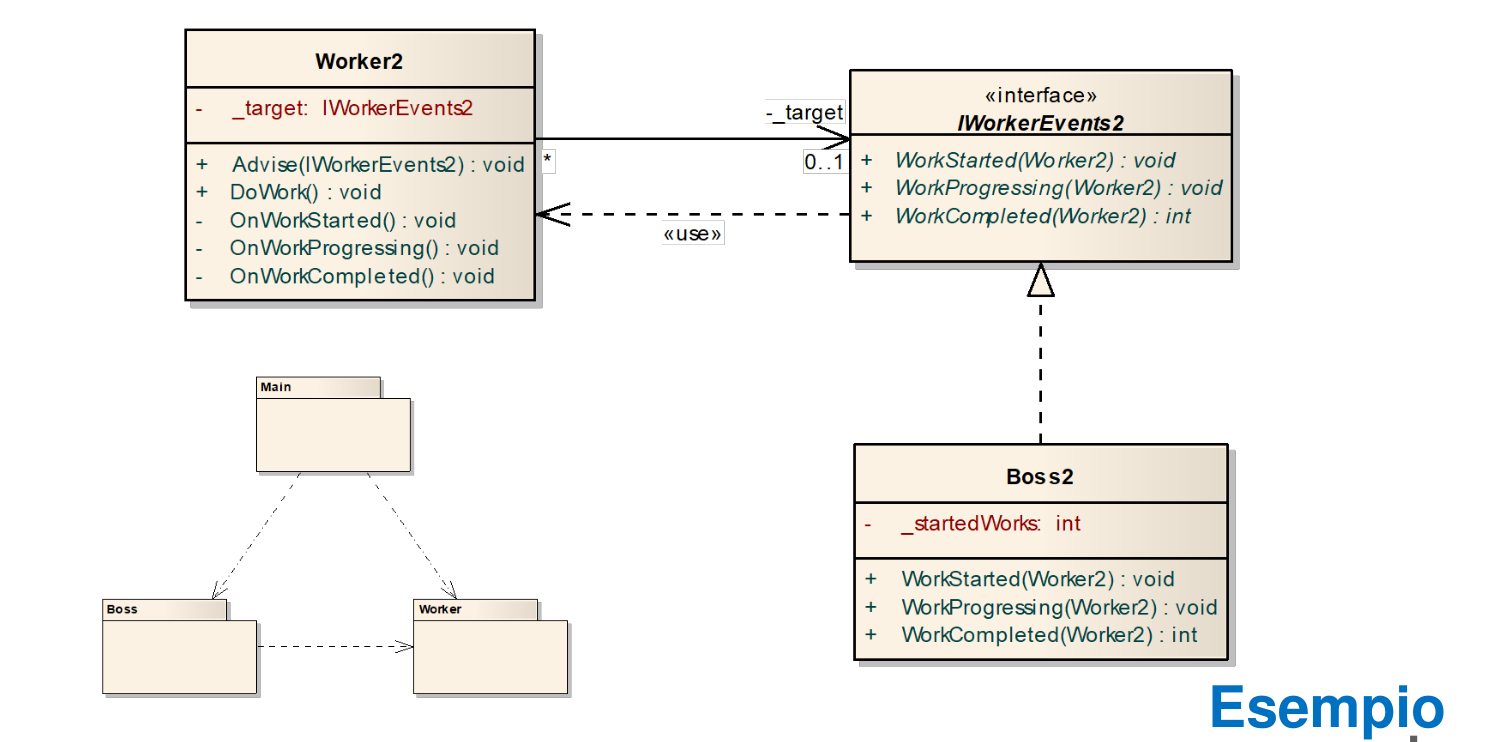 Worker2
- _target: IWorkerEvents2
+ Advise(IWorkerEvents2) : void
+ DoWork() : void
- OnWorkStarted() : void
- OnWorkProgressing() : void
- OnWorkCompleted() : void
-_target
*
0..1
«use»
«interface»
IWorkerEvents2
+ WorkStarted(Worker2) : void
+ WorkProgressing(Worker2) : void
+ WorkCompleted(Worker2) : int
Main
Boss
Worker
Boss2
- _startedWorks: int
+ WorkStarted(Worker2) : void
+ WorkProgressing(Worker2) : void
+ WorkCompleted(Worker2) : int
Esempio